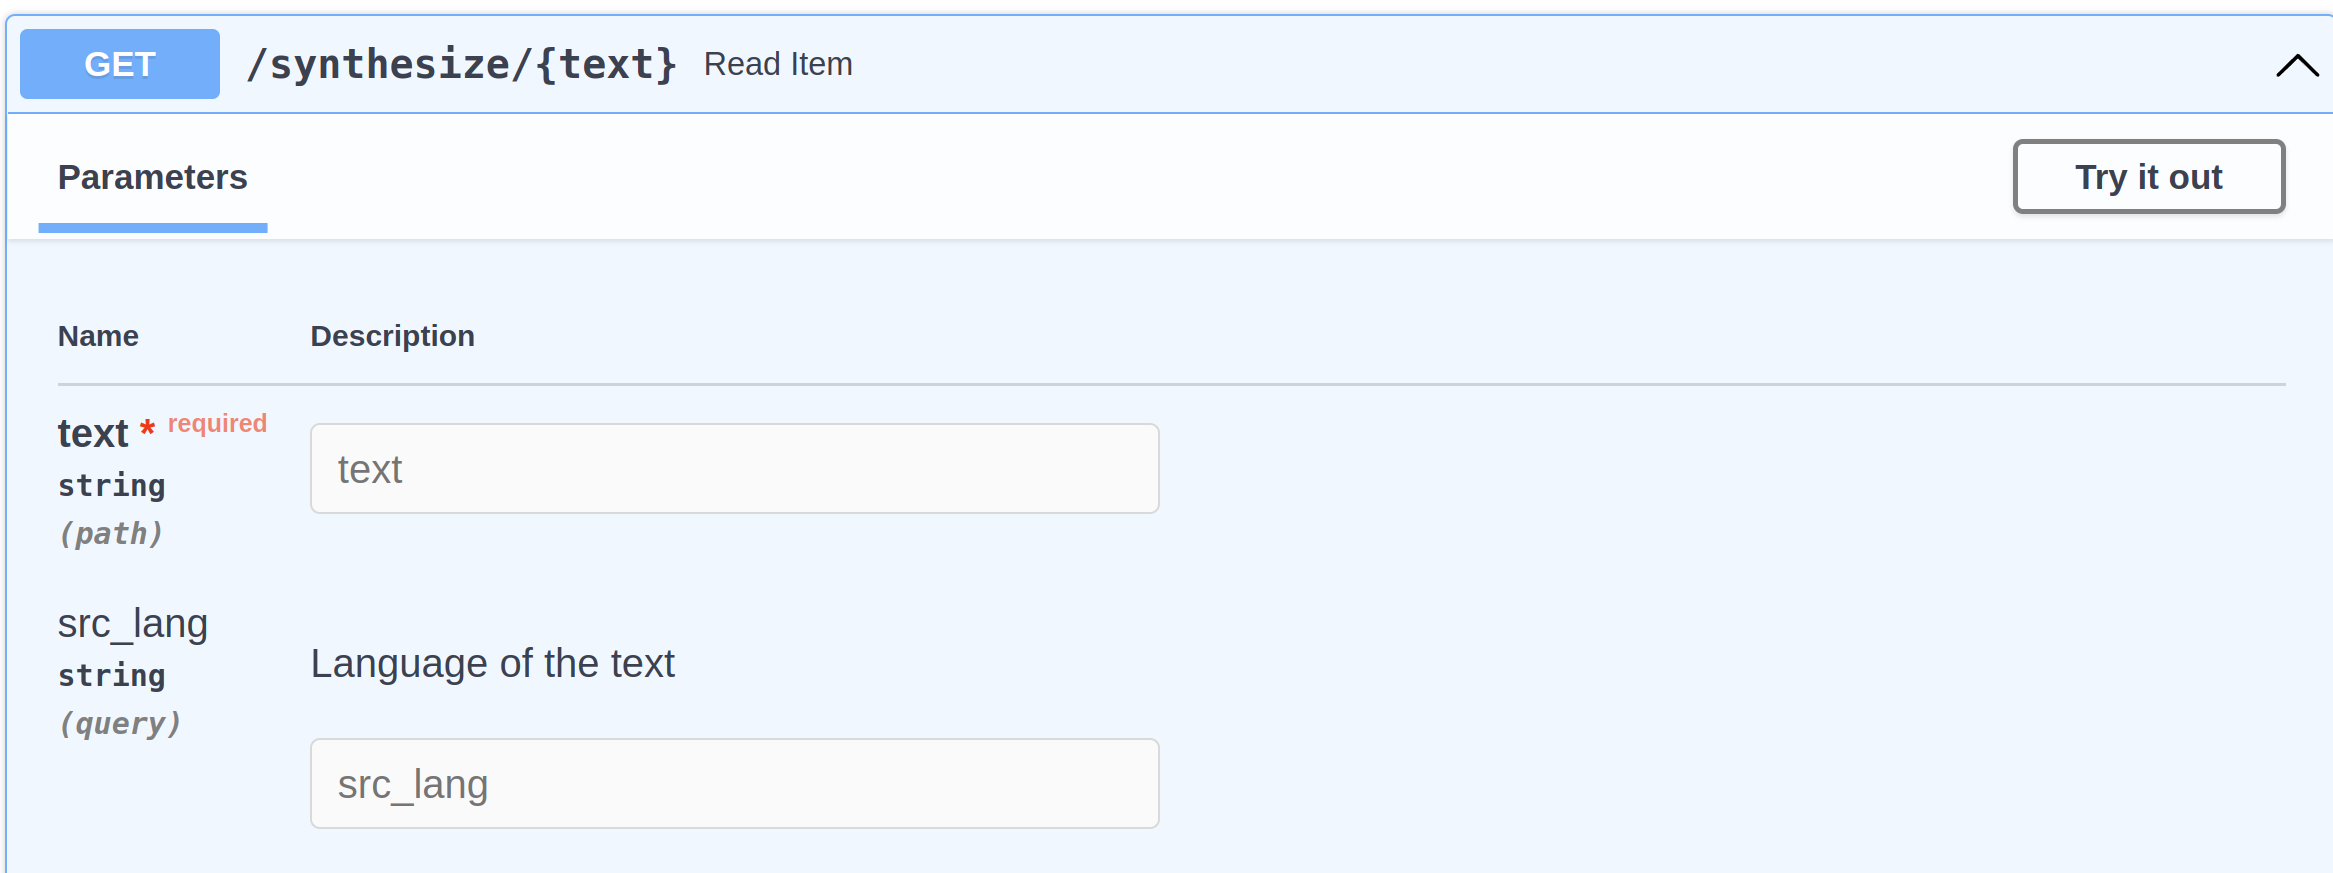 GET /synthesize/{text} Read Item
Parameters
Try it out
Name Description
text * required
string
(path)
text
src_lang
string
(query)
Language of the text
src_lang